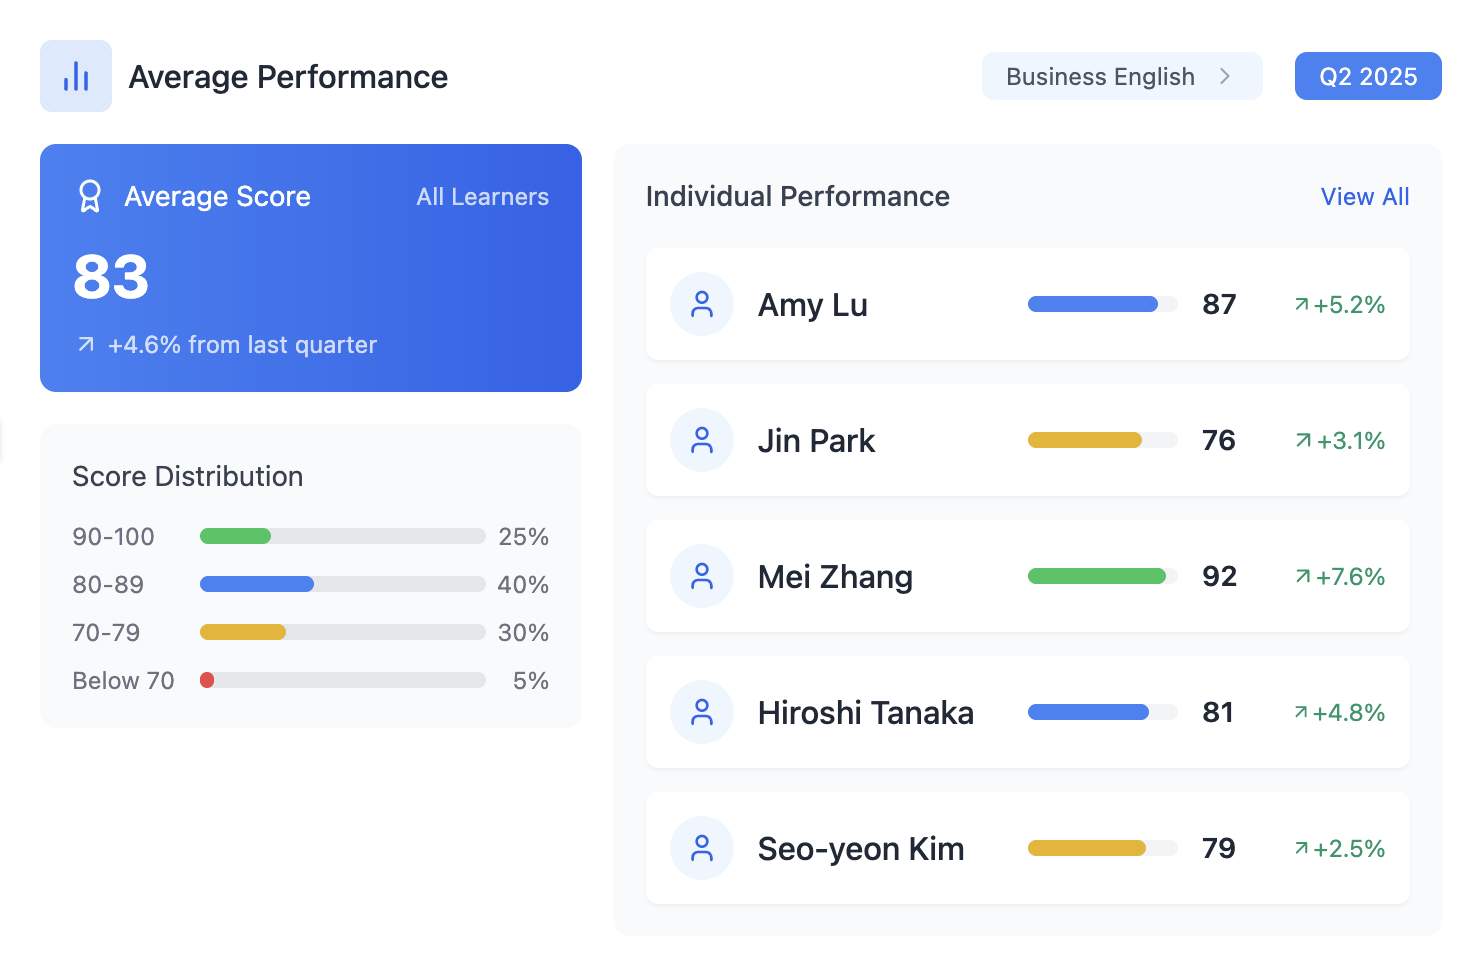 Average Performance
Business English
Q2 2025
Average Score
All Learners
83
+4.6% from last quarter
Score Distribution
90-100 25%
80-89 40%
70-79 30%
Below 70 5%
Individual Performance
View All
Amy Lu 87 +5.2%
Jin Park 76 +3.1%
Mei Zhang 92 +7.6%
Hiroshi Tanaka 81 +4.8%
Seo-yeon Kim 79 +2.5%